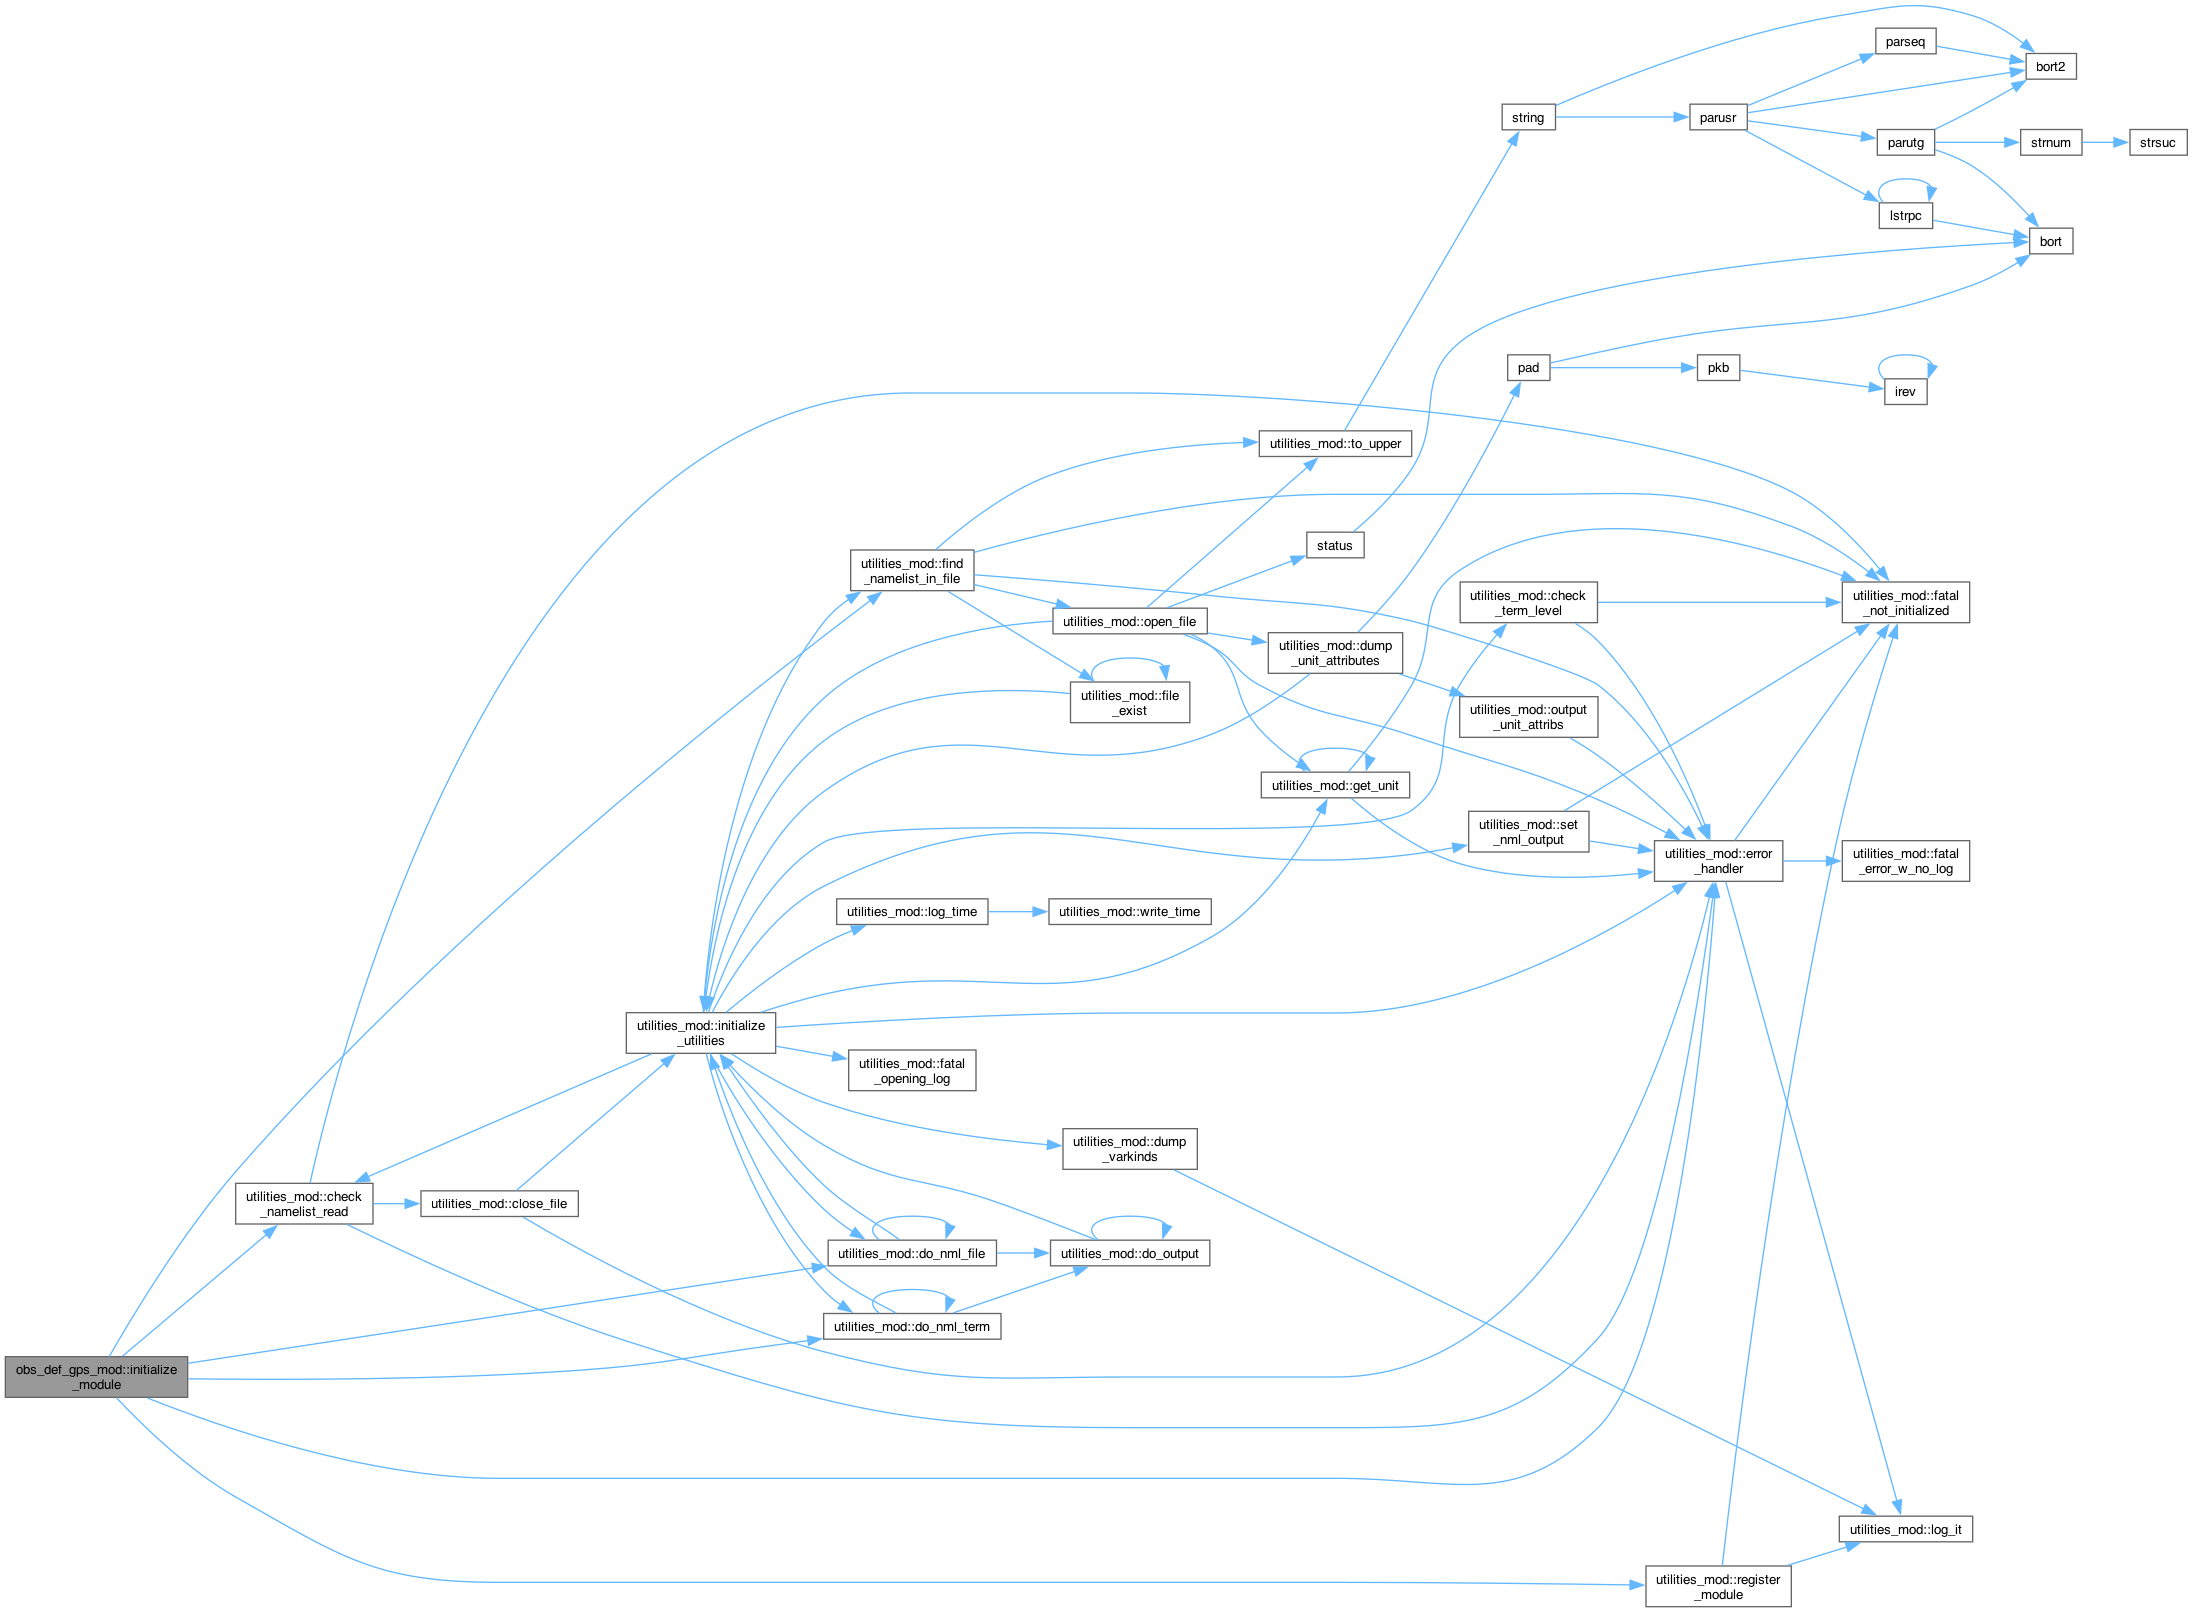 parseq
bort2
string
parusr
parutg
strnum
strsuc
lstrpc
bort
pad
pkb
irev
utilities_mod::to_upper
status
utilities_mod::find
_namelist_in_file
utilities_mod::check
_term_level
utilities_mod::fatal
_not_initialized
utilities_mod::open_file
utilities_mod::dump
_unit_attributes
utilities_mod::file
_exist
utilities_mod::output
_unit_attribs
utilities_mod::get_unit
utilities_mod::set
_nml_output
utilities_mod::error
_handler
utilities_mod::fatal
_error_w_no_log
utilities_mod::log_time
utilities_mod::write_time
utilities_mod::initialize
_utilities
utilities_mod::fatal
_opening_log
utilities_mod::dump
_varkinds
utilities_mod::check
_namelist_read
utilities_mod::close_file
utilities_mod::do_nml_file
utilities_mod::do_output
utilities_mod::do_nml_term
obs_def_gps_mod::initialize
_module
utilities_mod::log_it
utilities_mod::register
_module